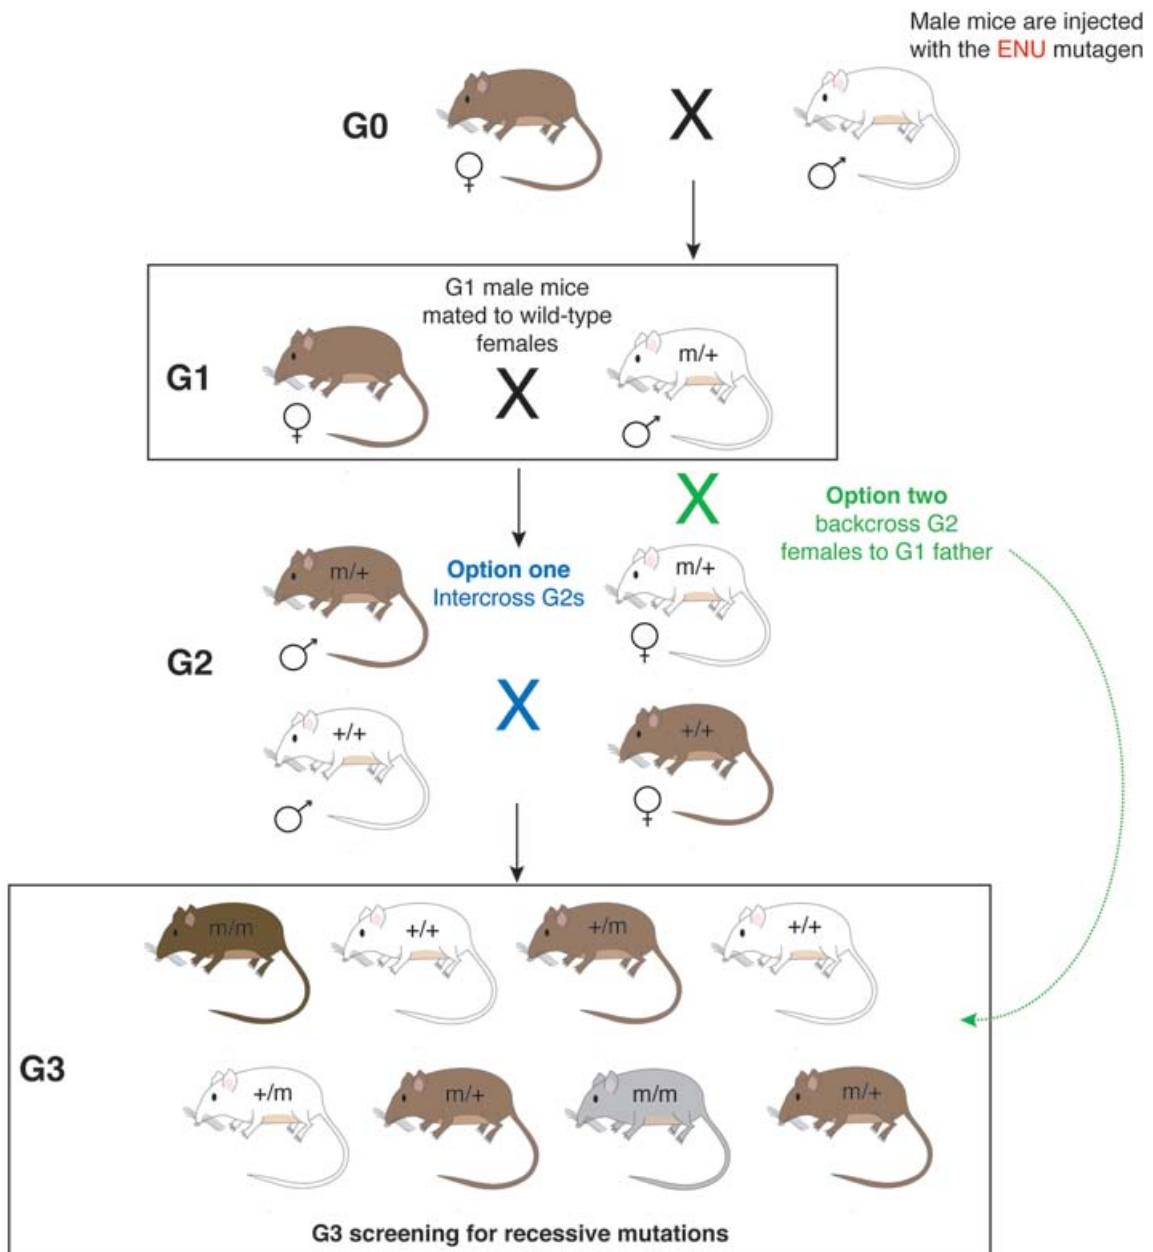 Male mice are injected
with the ENU mutagen
G0
X
♀
♂
G1 male mice
mated to wild-type
females
G1
X
m/+
♀
♂
X
Option two
backcross G2
females to G1 father
m/+
Option one
Intercross G2s
m/+
♂
♀
G2
X
+/+
+/+
♂
♀
m/m
+/+
+/m
+/+
G3
+/m
m/+
m/m
m/+
G3 screening for recessive mutations